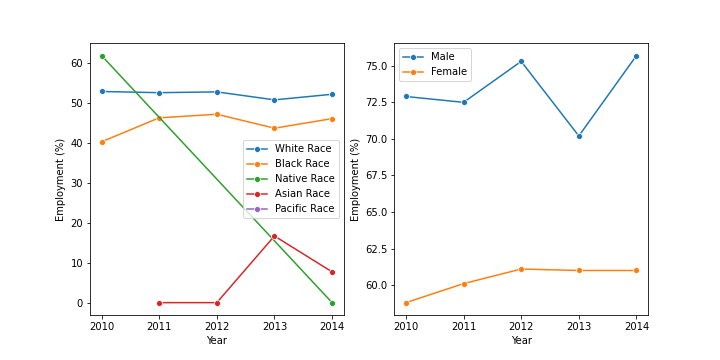 60
50
40
30
20
10
0
Employment (%)
2010 2011 2012 2013 2014
Year
White Race
Black Race
Native Race
Asian Race
Pacific Race
75.0
72.5
70.0
67.5
65.0
62.5
60.0
Employment (%)
2010 2011 2012 2013 2014
Year
Male
Female